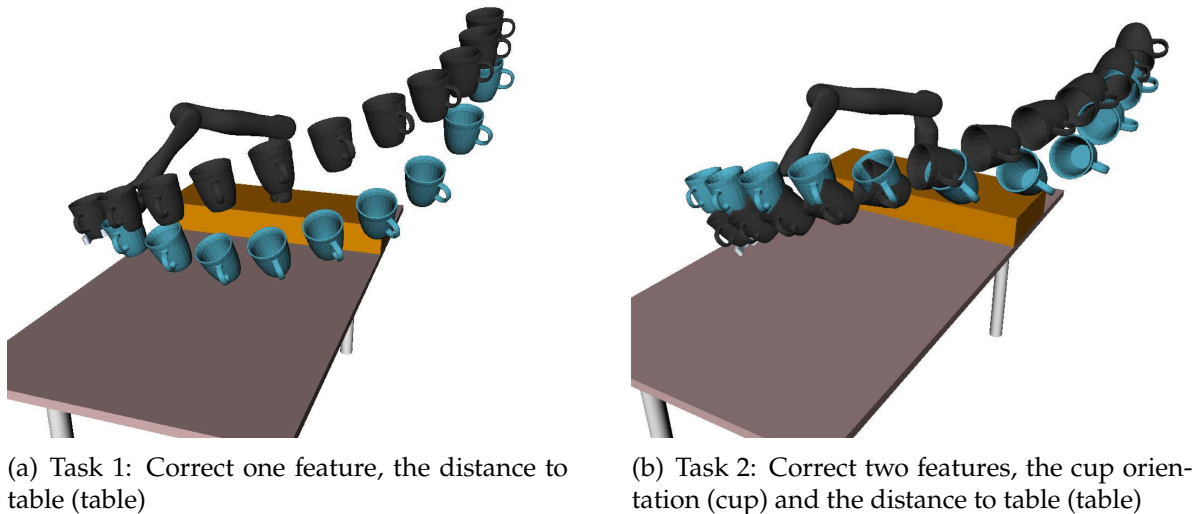 (a) Task 1: Correct one feature, the distance to
table (table)
(b) Task 2: Correct two features, the cup orien-
tation (cup) and the distance to table (table)